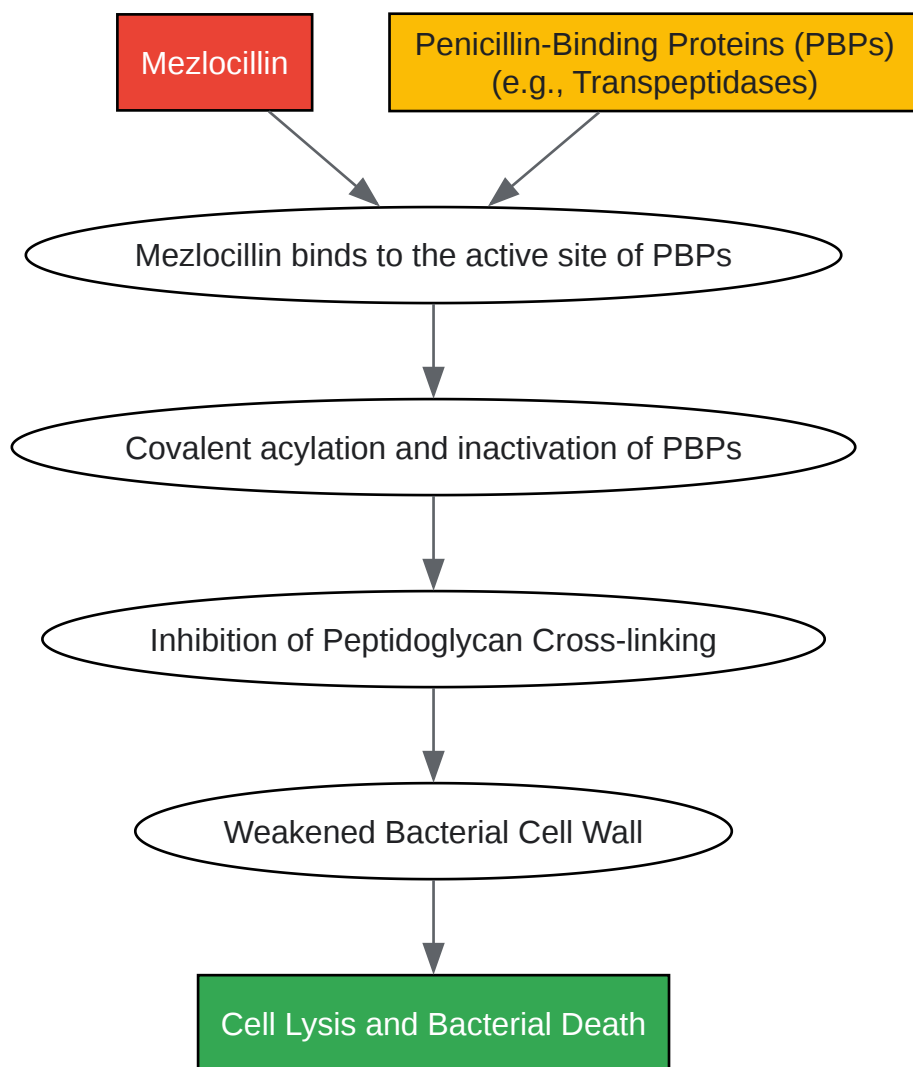 Mezlocillin
Penicillin-Binding Proteins (PBPs)
(e.g., Transpeptidases)
Mezlocillin binds to the active site of PBPs
Covalent acylation and inactivation of PBPs
Inhibition of Peptidoglycan Cross-linking
Weakened Bacterial Cell Wall
Cell Lysis and Bacterial Death